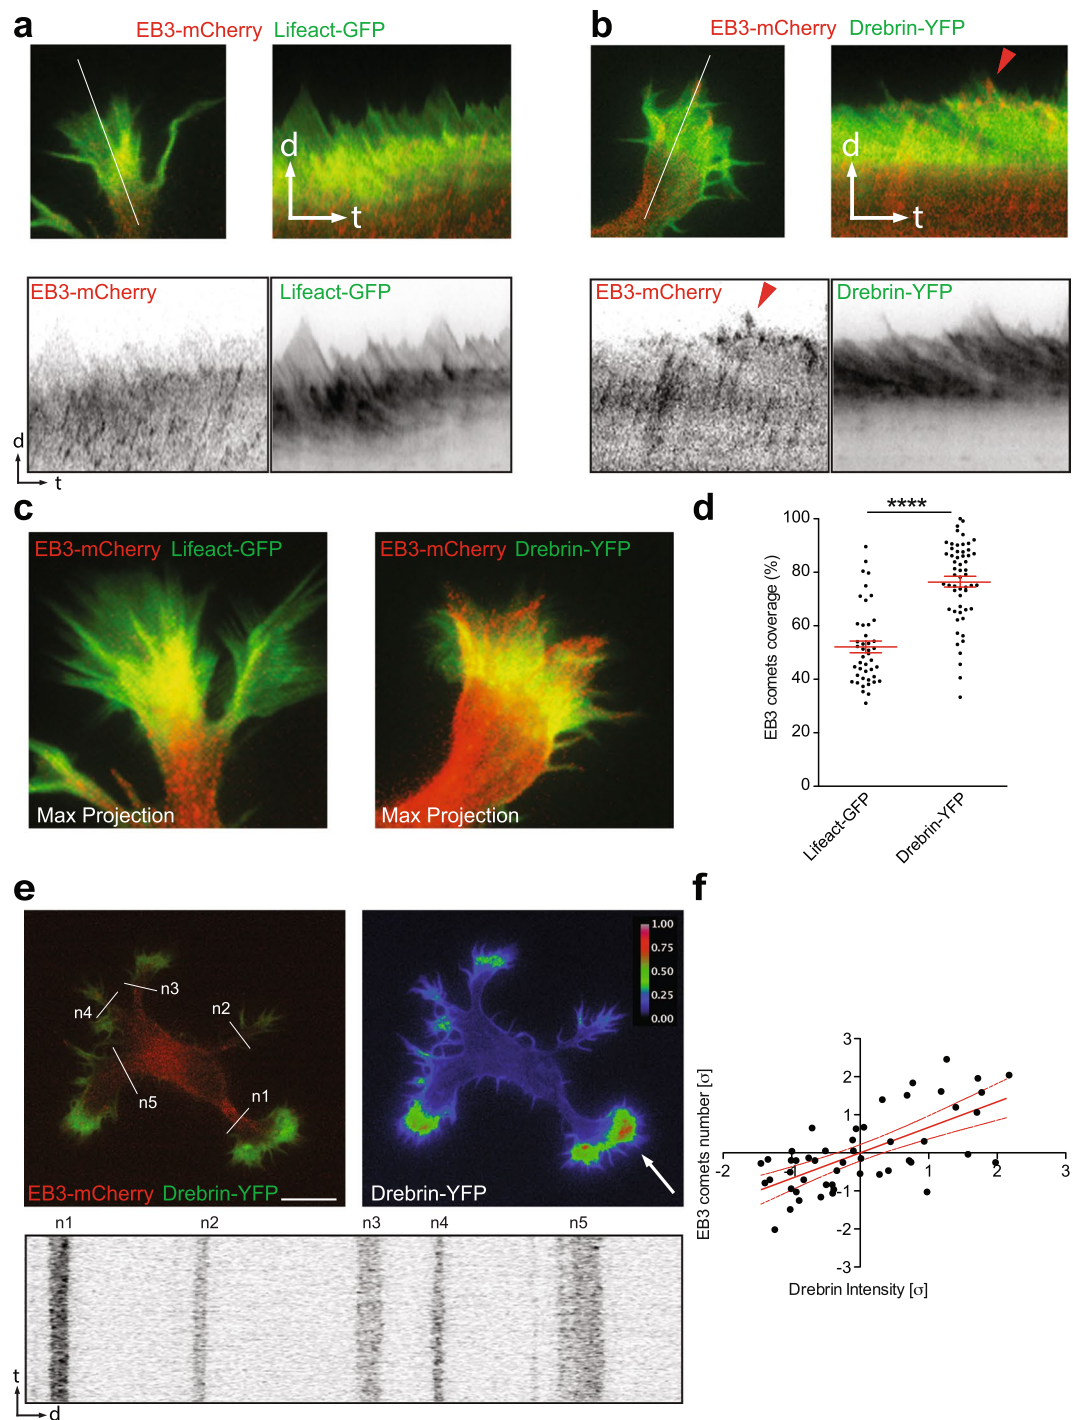 a
EB3-mCherry Lifeact-GFP
d
t
EB3-mCherry
Lifeact-GFP
d
t
b
EB3-mCherry Drebrin-YFP
d
t
EB3-mCherry
Drebrin-YFP
c
EB3-mCherry Lifeact-GFP
Max Projection
EB3-mCherry Drebrin-YFP
Max Projection
d
****
EB3 comets coverage (%)
100
80
60
40
20
0
Lifeact-GFP
Drebrin-YFP
e
n3
n4
n2
n5
n1
EB3-mCherry Drebrin-YFP
1.00
0.75
0.50
0.25
0.00
Drebrin-YFP
n1 n2 n3 n4 n5
t
d
f
EB3 comets number [σ]
3
2
1
-2 -1 1 2 3
-1
-2
-3
Drebrin Intensity [σ]